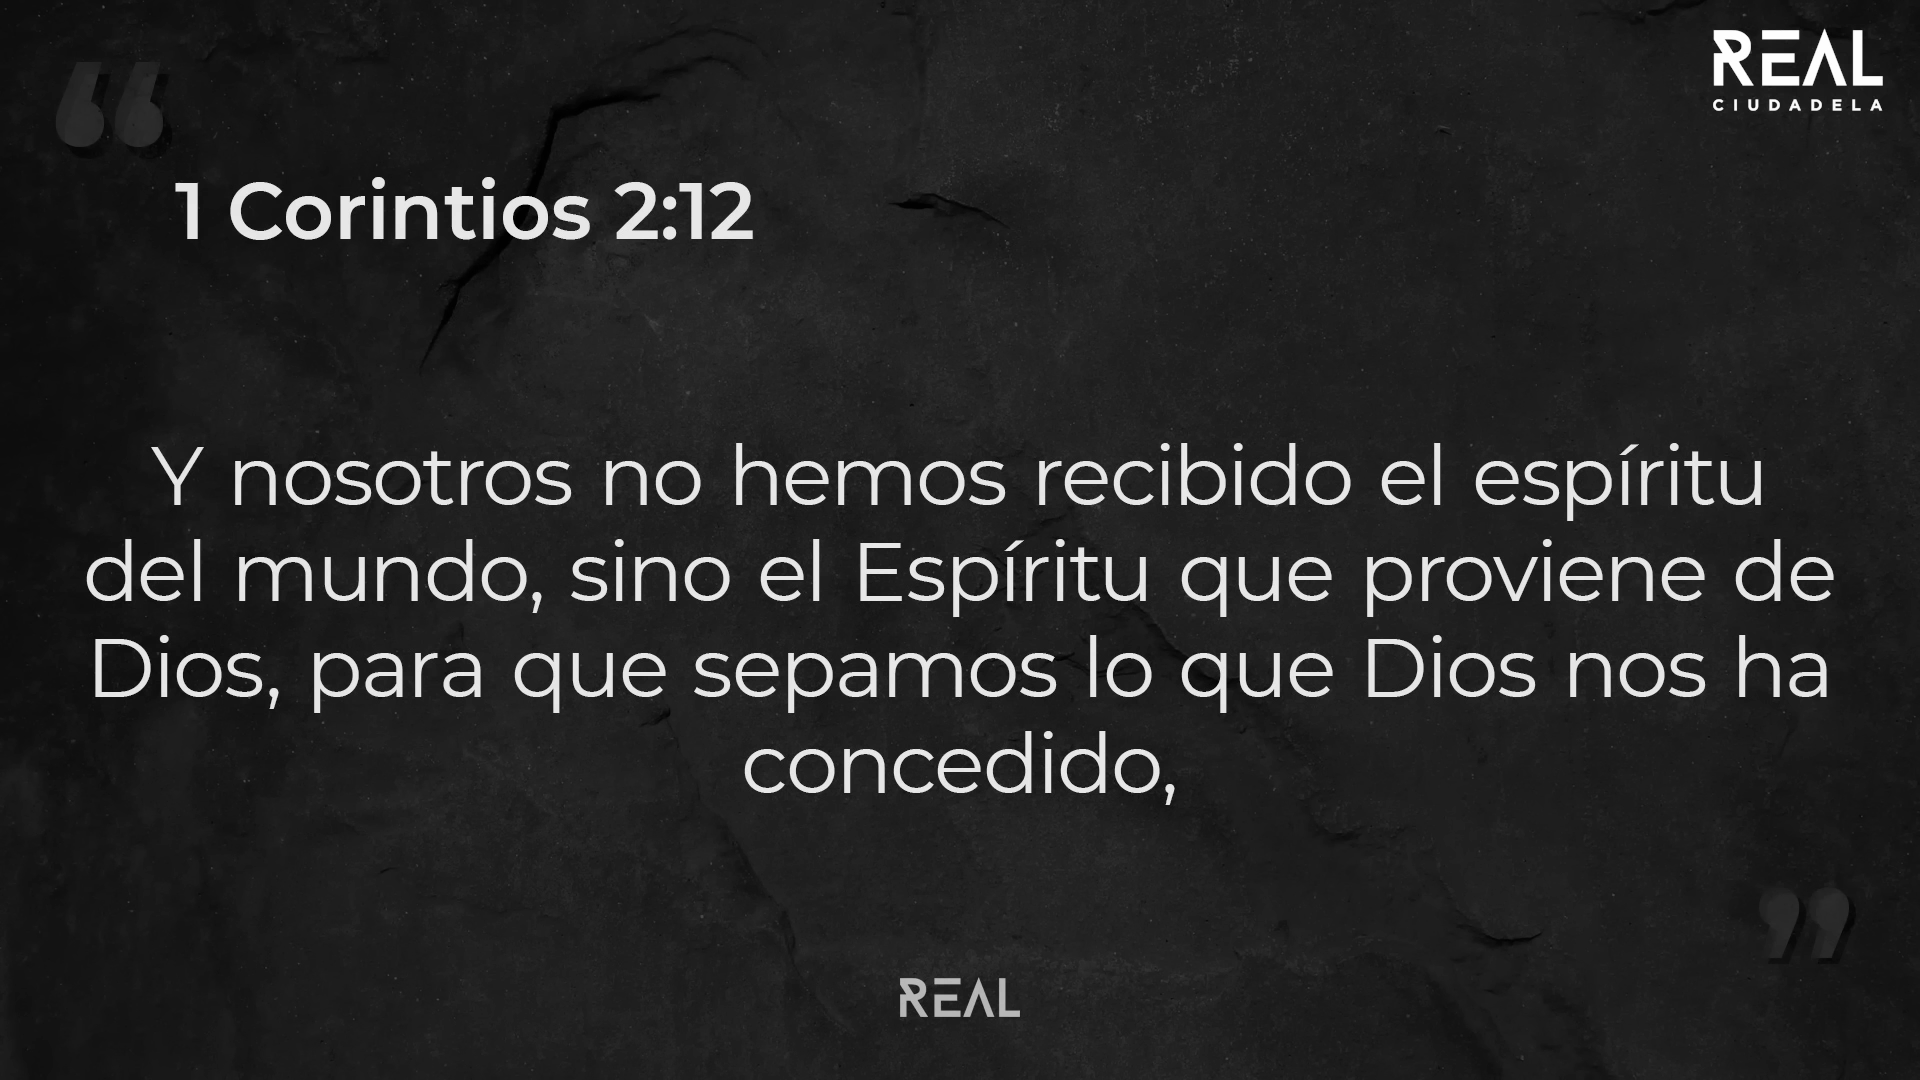 REAL
CIUDADELA
“
1 Corintios 2:12
Y nosotros no hemos recibido el espíritu
del mundo, sino el Espíritu que proviene de
Dios, para que sepamos lo que Dios nos ha
concedido,
”
REAL